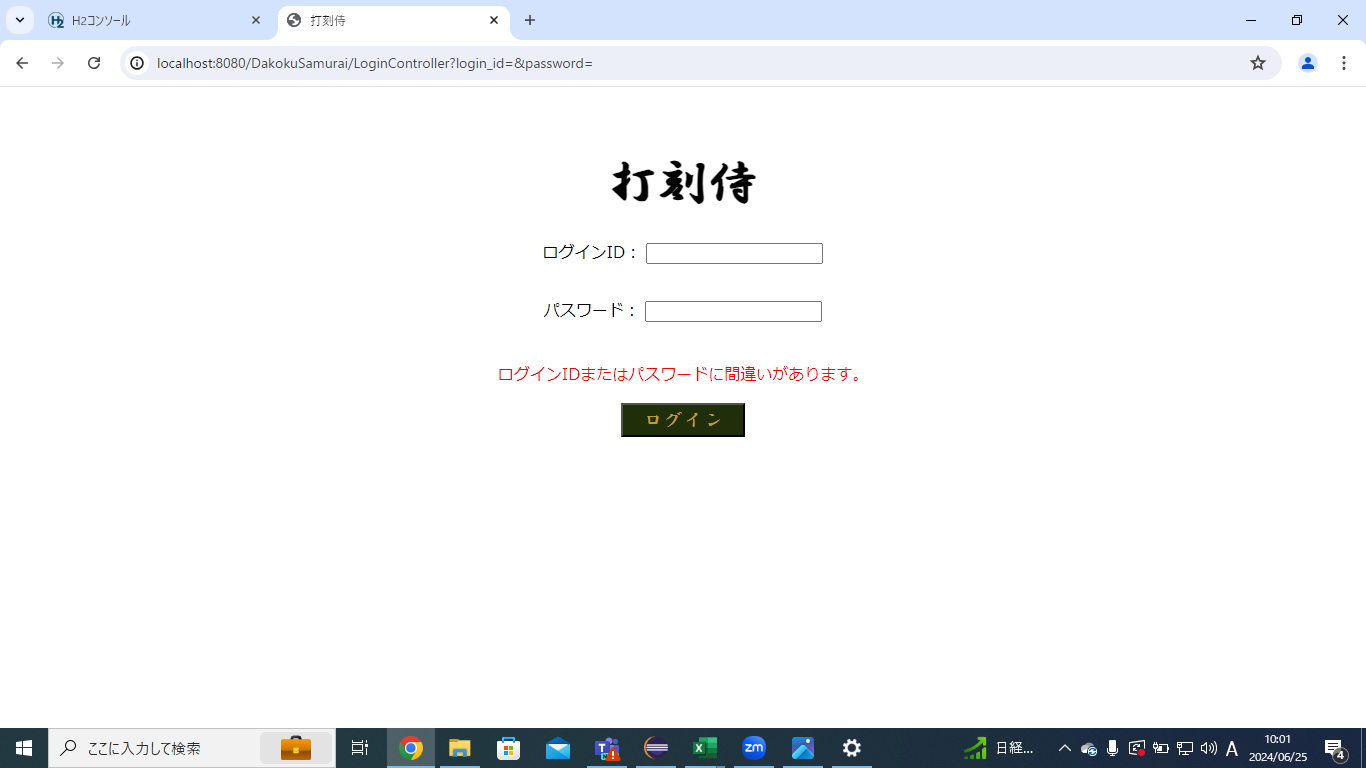 H2コンソール
打刻侍
localhost:8080/DakokuSamurai/LoginController?login_id=&password=
打刻侍
ログインID：
パスワード：
ログインIDまたはパスワードに間違いがあります。
ログイン
ここに入力して検索
日経...
A
10:01
2024/06/25
4